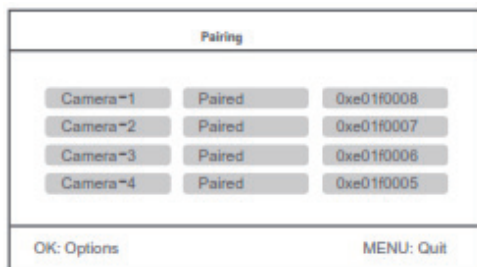 Pairing
Camera-1 Paired 0xe01f0008
Camera-2 Paired 0xe01f0007
Camera-3 Paired 0xe01f0006
Camera-4 Paired 0xe01f0005
OK: Options MENU: Quit